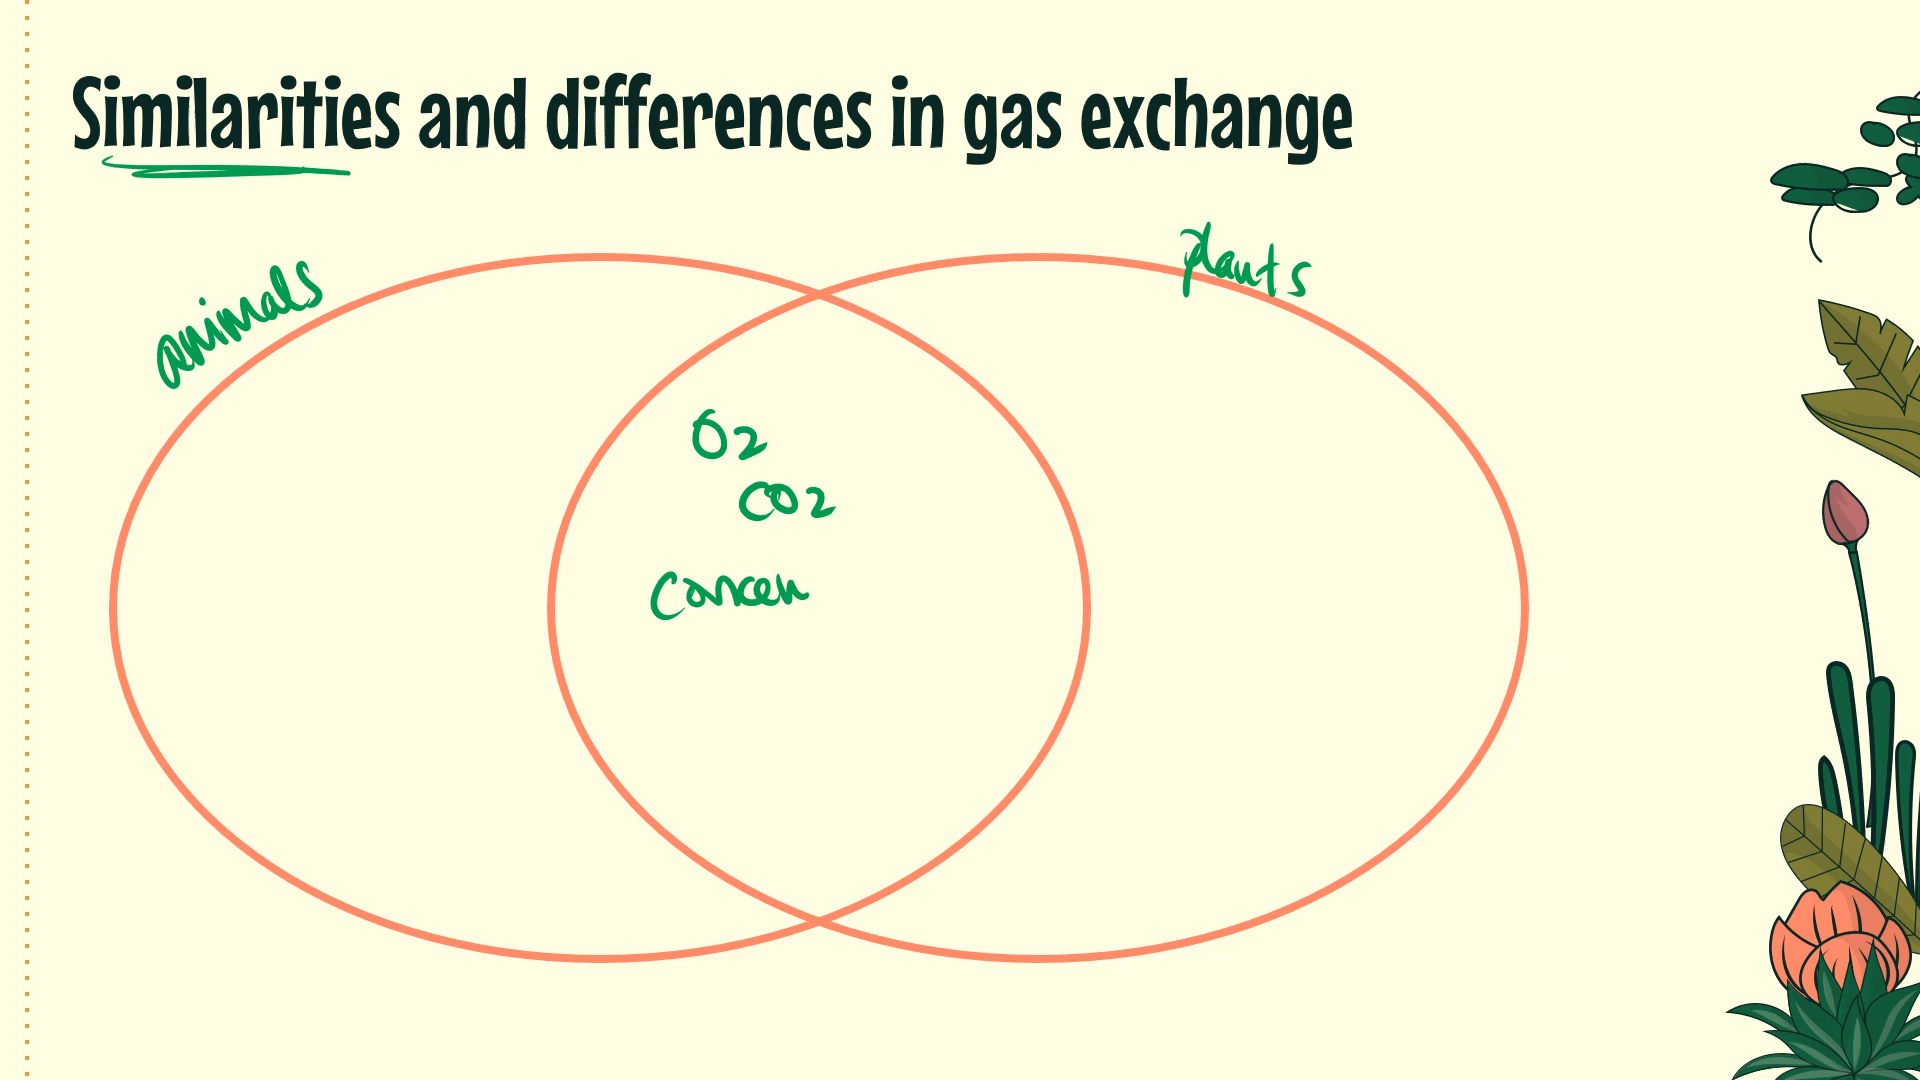 Similarities and differences in gas exchange
animals
plants
O2
CO2
Concen